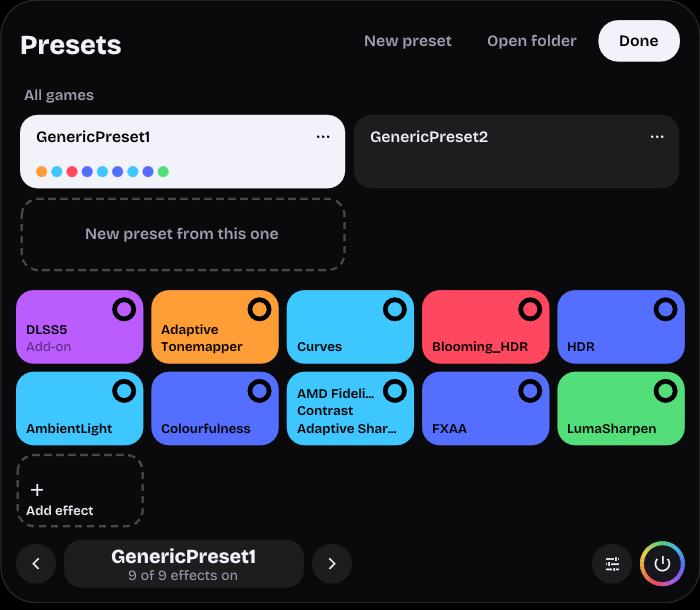 Presets
New preset
Open folder
Done
All games
GenericPreset1
...
GenericPreset2
...
New preset from this one
DLSS5
Add-on
Adaptive
Tonemapper
Curves
Blooming_HDR
HDR
AmbientLight
Colourfulness
AMD Fideli...
Contrast
Adaptive Shar...
FXAA
LumaSharpen
+
Add effect
GenericPreset1
9 of 9 effects on